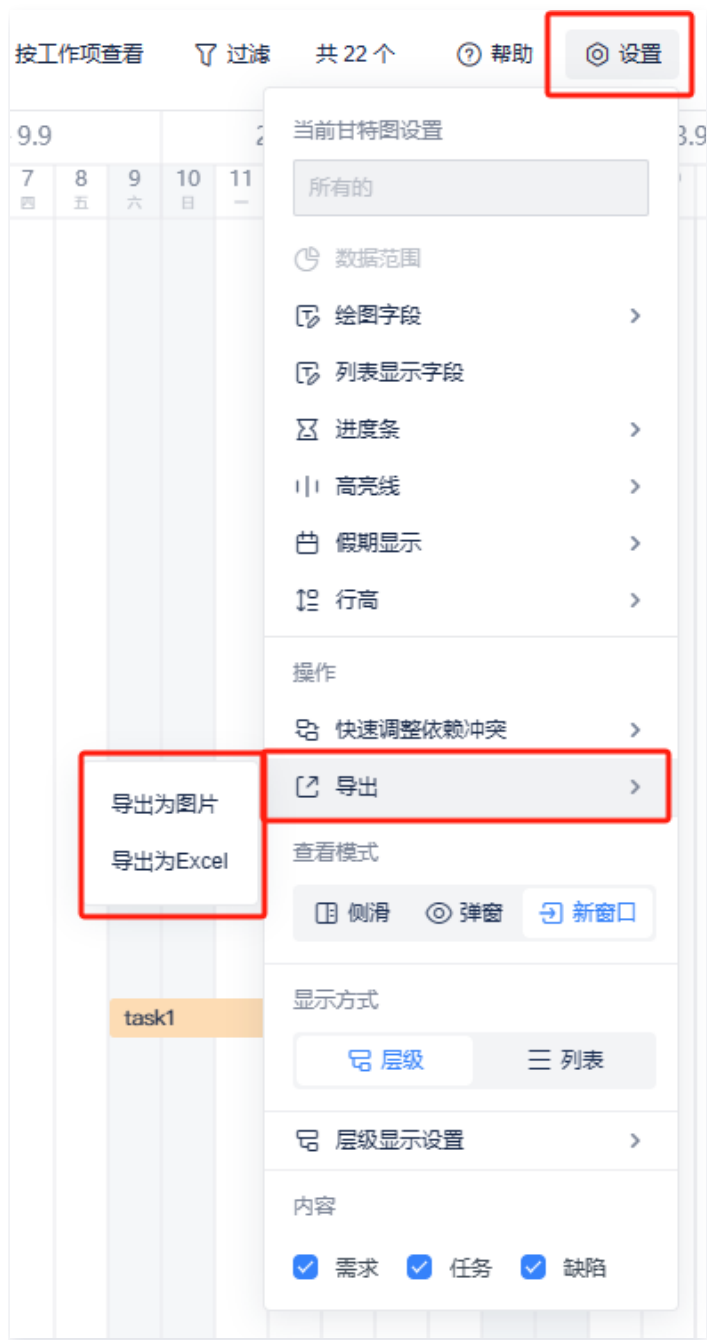 按工作项查看 过滤 共 22 个 帮助 设置
9.9
7 8 9 10 11
四 五 六 日 一
当前甘特图设置
所有的
数据范围
绘图字段
列表显示字段
进度条
高亮线
假期显示
行高
操作
快速调整依赖冲突
导出
导出为图片
导出为Excel
查看模式
侧滑 弹窗 新窗口
task1
显示方式
层级 列表
层级显示设置
内容
需求 任务 缺陷